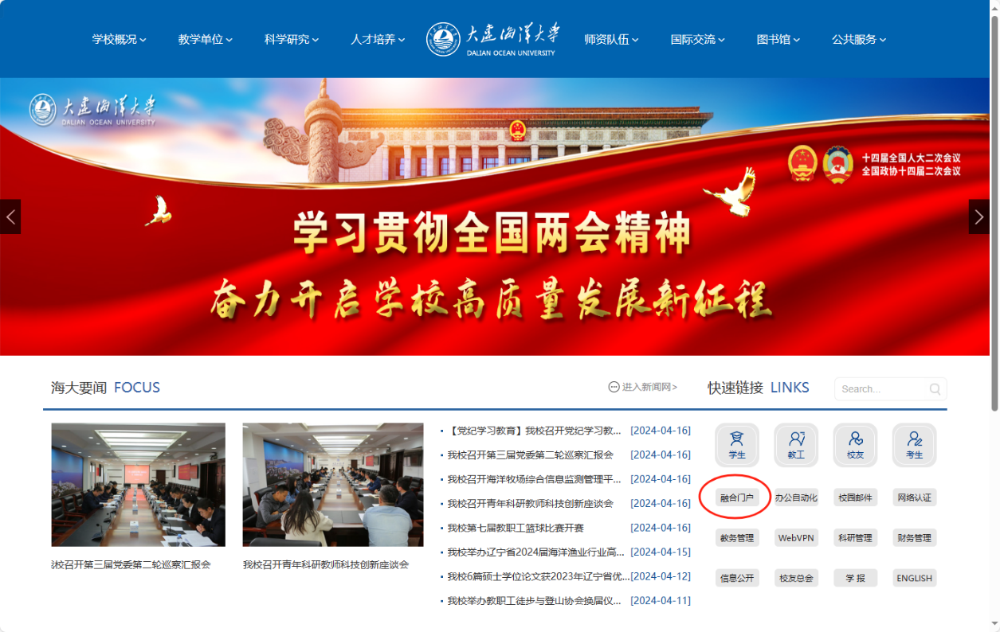 学校概况
教学单位
科学研究
人才培养
大连海洋大学
DALIAN OCEAN UNIVERSITY
师资队伍
国际交流
图书馆
公共服务
大连海洋大学
DALIAN OCEAN UNIVERSITY
十四届全国人大二次会议
全国政协十四届二次会议
学习贯彻全国两会精神
奋力开启学校高质量发展新征程
海大要闻 FOCUS
进入新闻网>
快速链接 LINKS
Search...
我校召开第三届党委第二轮巡察汇报会
我校召开青年科研教师科技创新座谈会
【党纪学习教育】我校召开党纪学习教... [2024-04-16]
我校召开第三届党委第二轮巡察汇报会 [2024-04-16]
我校召开海洋牧场综合信息监测管理平... [2024-04-16]
我校召开青年科研教师科技创新座谈会 [2024-04-16]
我校第七届教职工篮球比赛开赛 [2024-04-16]
我校举办辽宁省2024届海洋渔业行业高... [2024-04-15]
我校6篇硕士学位论文获2023年辽宁省优... [2024-04-12]
我校举办教职工徒步与登山协会换届仪... [2024-04-11]
学生
教工
校友
考生
融合门户
办公自动化
校园邮件
网络认证
教务管理
WebVPN
科研管理
财务管理
信息公开
校友总会
学 报
ENGLISH